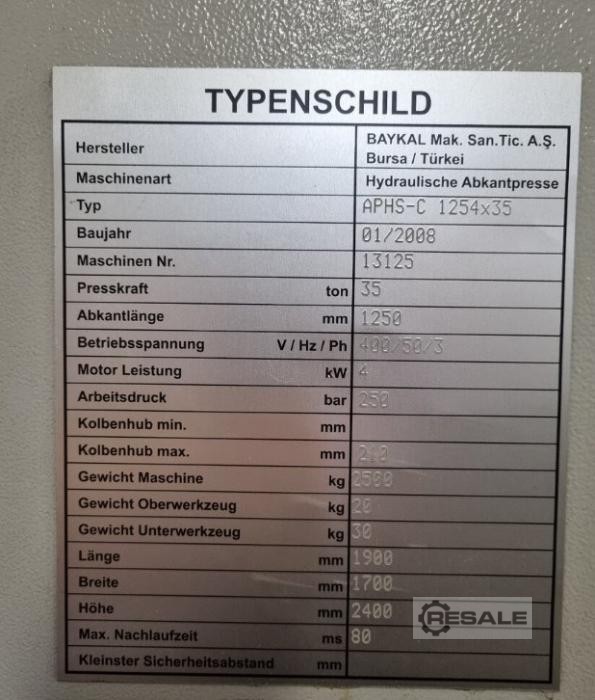 TYPENSCHILD
Hersteller BAYKAL Mak. San.Tic. A.Ş.
Bursa / Türkei
Maschinenart Hydraulische Abkantpresse
Typ APHS-C 1254x35
Baujahr 01/2008
Maschinen Nr. 13125
Presskraft ton 35
Abkantlänge mm 1250
Betriebsspannung V / Hz / Ph 400/50/3
Motor Leistung kW 4
Arbeitsdruck bar 250
Kolbenhub min. mm
Kolbenhub max. mm
Gewicht Maschine kg 2500
Gewicht Oberwerkzeug kg 20
Gewicht Unterwerkzeug kg 30
Länge mm 1900
Breite mm 1700
Höhe mm 2400
RESALE
Max. Nachlaufzeit ms 80
Kleinster Sicherheitsabstand mm